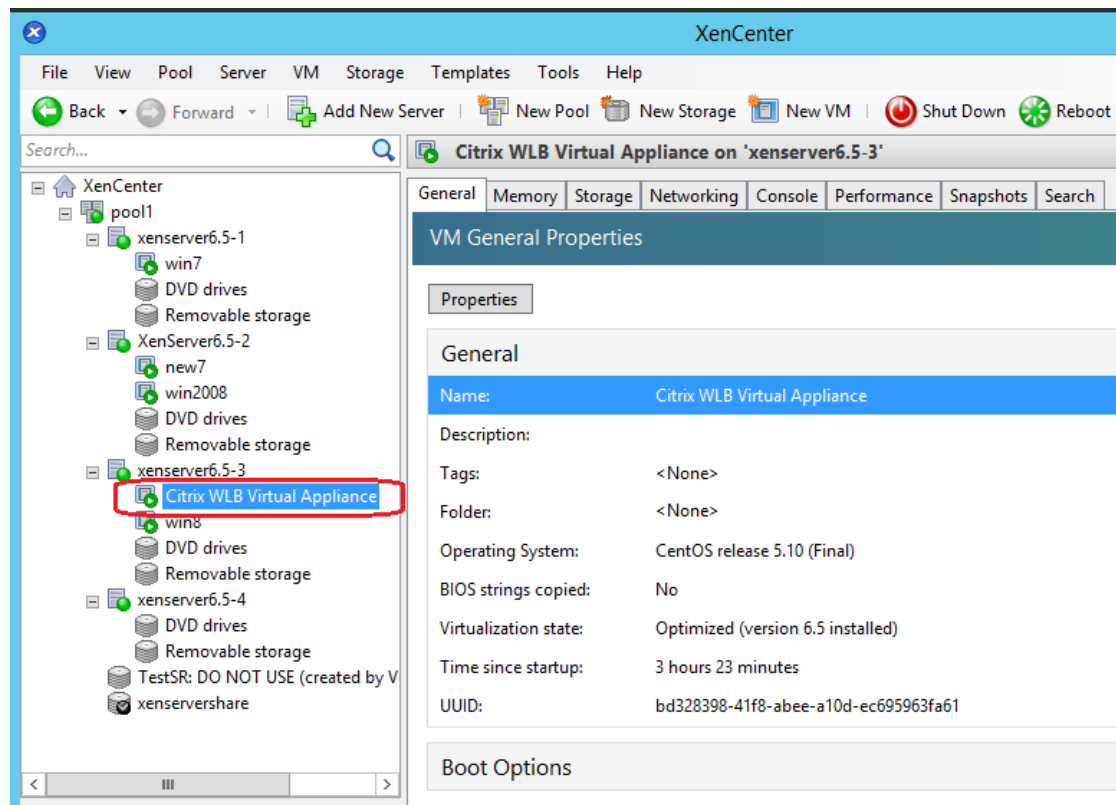 XenCenter
File View Pool Server VM Storage Templates Tools Help
Back Forward Add New Server New Pool New Storage New VM Shut Down Reboot
Search...
Citrix WLB Virtual Appliance on 'xenserver6.5-3'
General Memory Storage Networking Console Performance Snapshots Search
XenCenter
pool1
xenserver6.5-1
win7
DVD drives
Removable storage
XenServer6.5-2
new7
win2008
DVD drives
Removable storage
xenserver6.5-3
Citrix WLB Virtual Appliance
win8
DVD drives
Removable storage
xenserver6.5-4
DVD drives
Removable storage
TestSR: DO NOT USE (created by V
xenservershare
VM General Properties
Properties
General
Name: Citrix WLB Virtual Appliance
Description:
Tags: <None>
Folder: <None>
Operating System: CentOS release 5.10 (Final)
BIOS strings copied: No
Virtualization state: Optimized (version 6.5 installed)
Time since startup: 3 hours 23 minutes
UUID: bd328398-41f8-abee-a10d-ec695963fa61
Boot Options